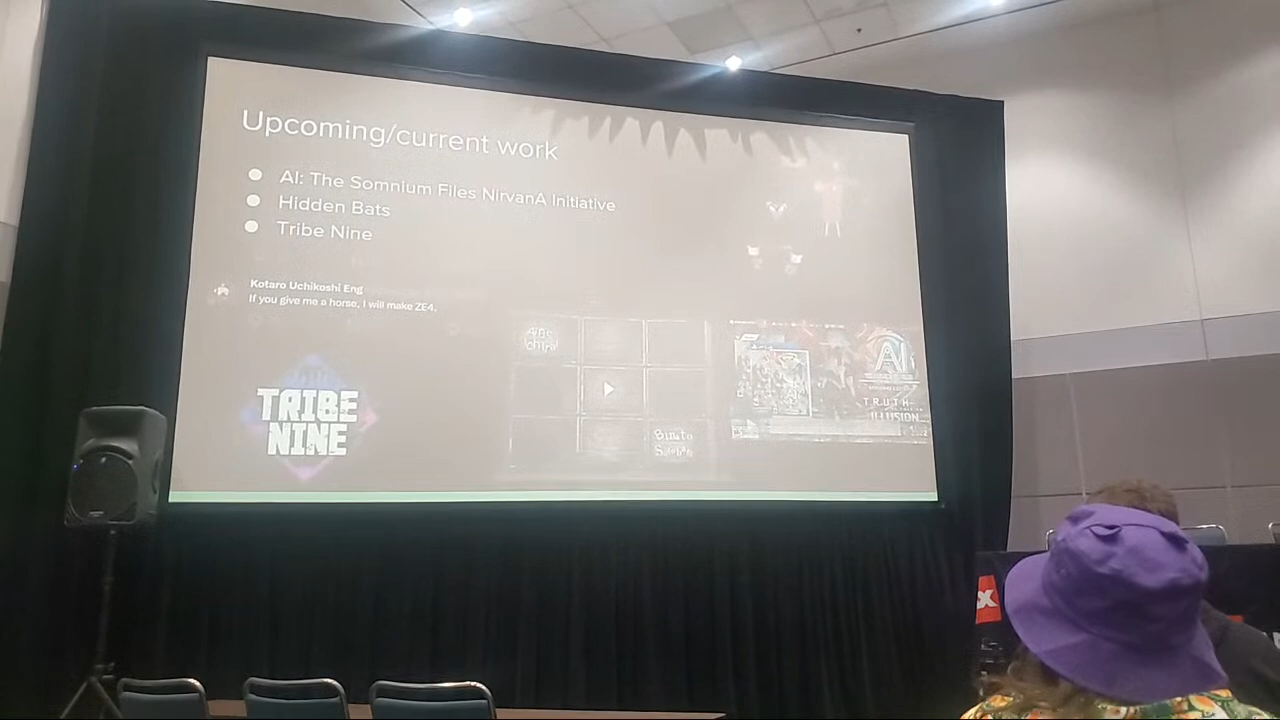 Upcoming/current work
AI: The Somnium Files NirvanA Initiative
Hidden Bats
Tribe Nine
Kotaro Uchikoshi Eng
If you give me a horse, I will make ZE4.
TRIBE
NINE
AI
TRUTH
ILLUSION
X